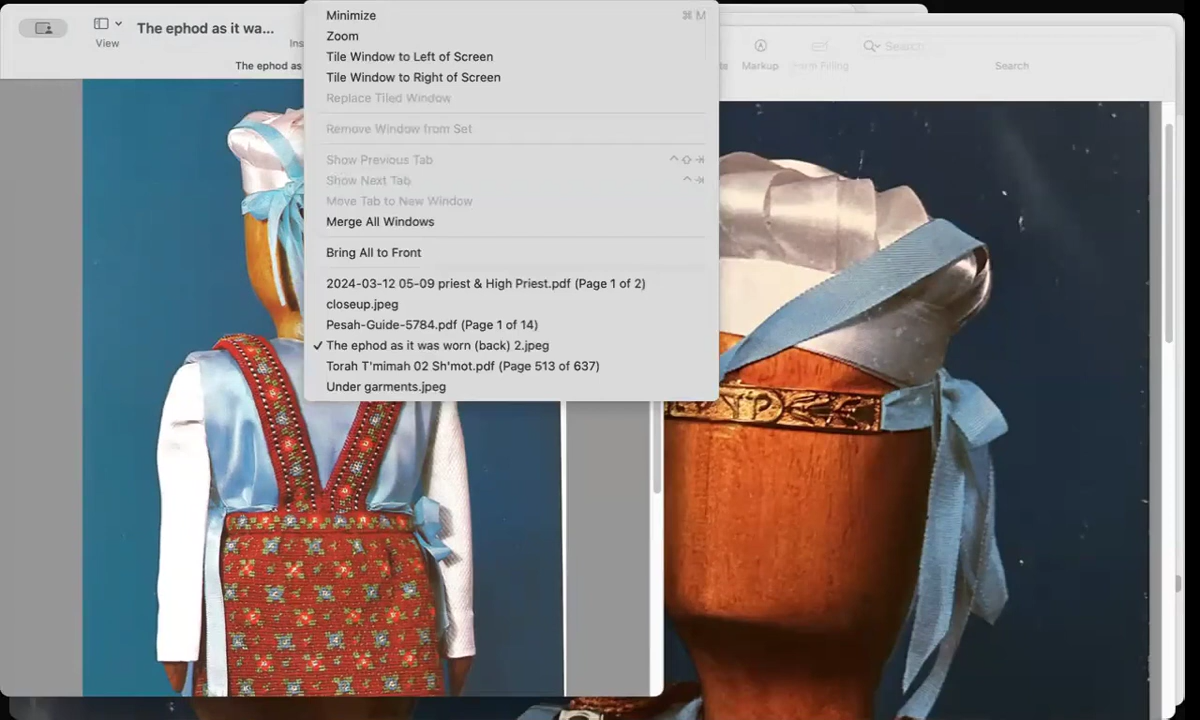 The ephod as it wa...
View
Ins
The ephod as
Minimize ⌘ M
Zoom
Tile Window to Left of Screen
Tile Window to Right of Screen
Replace Tiled Window
Remove Window from Set
Show Previous Tab
Show Next Tab
Move Tab to New Window
Merge All Windows
Bring All to Front
2024-03-12 05-09 priest & High Priest.pdf (Page 1 of 2)
closeup.jpeg
Pesah-Guide-5784.pdf (Page 1 of 14)
✓ The ephod as it was worn (back) 2.jpeg
Torah T'mimah 02 Sh'mot.pdf (Page 513 of 637)
Under garments.jpeg
Search
Markup Form Filling Search